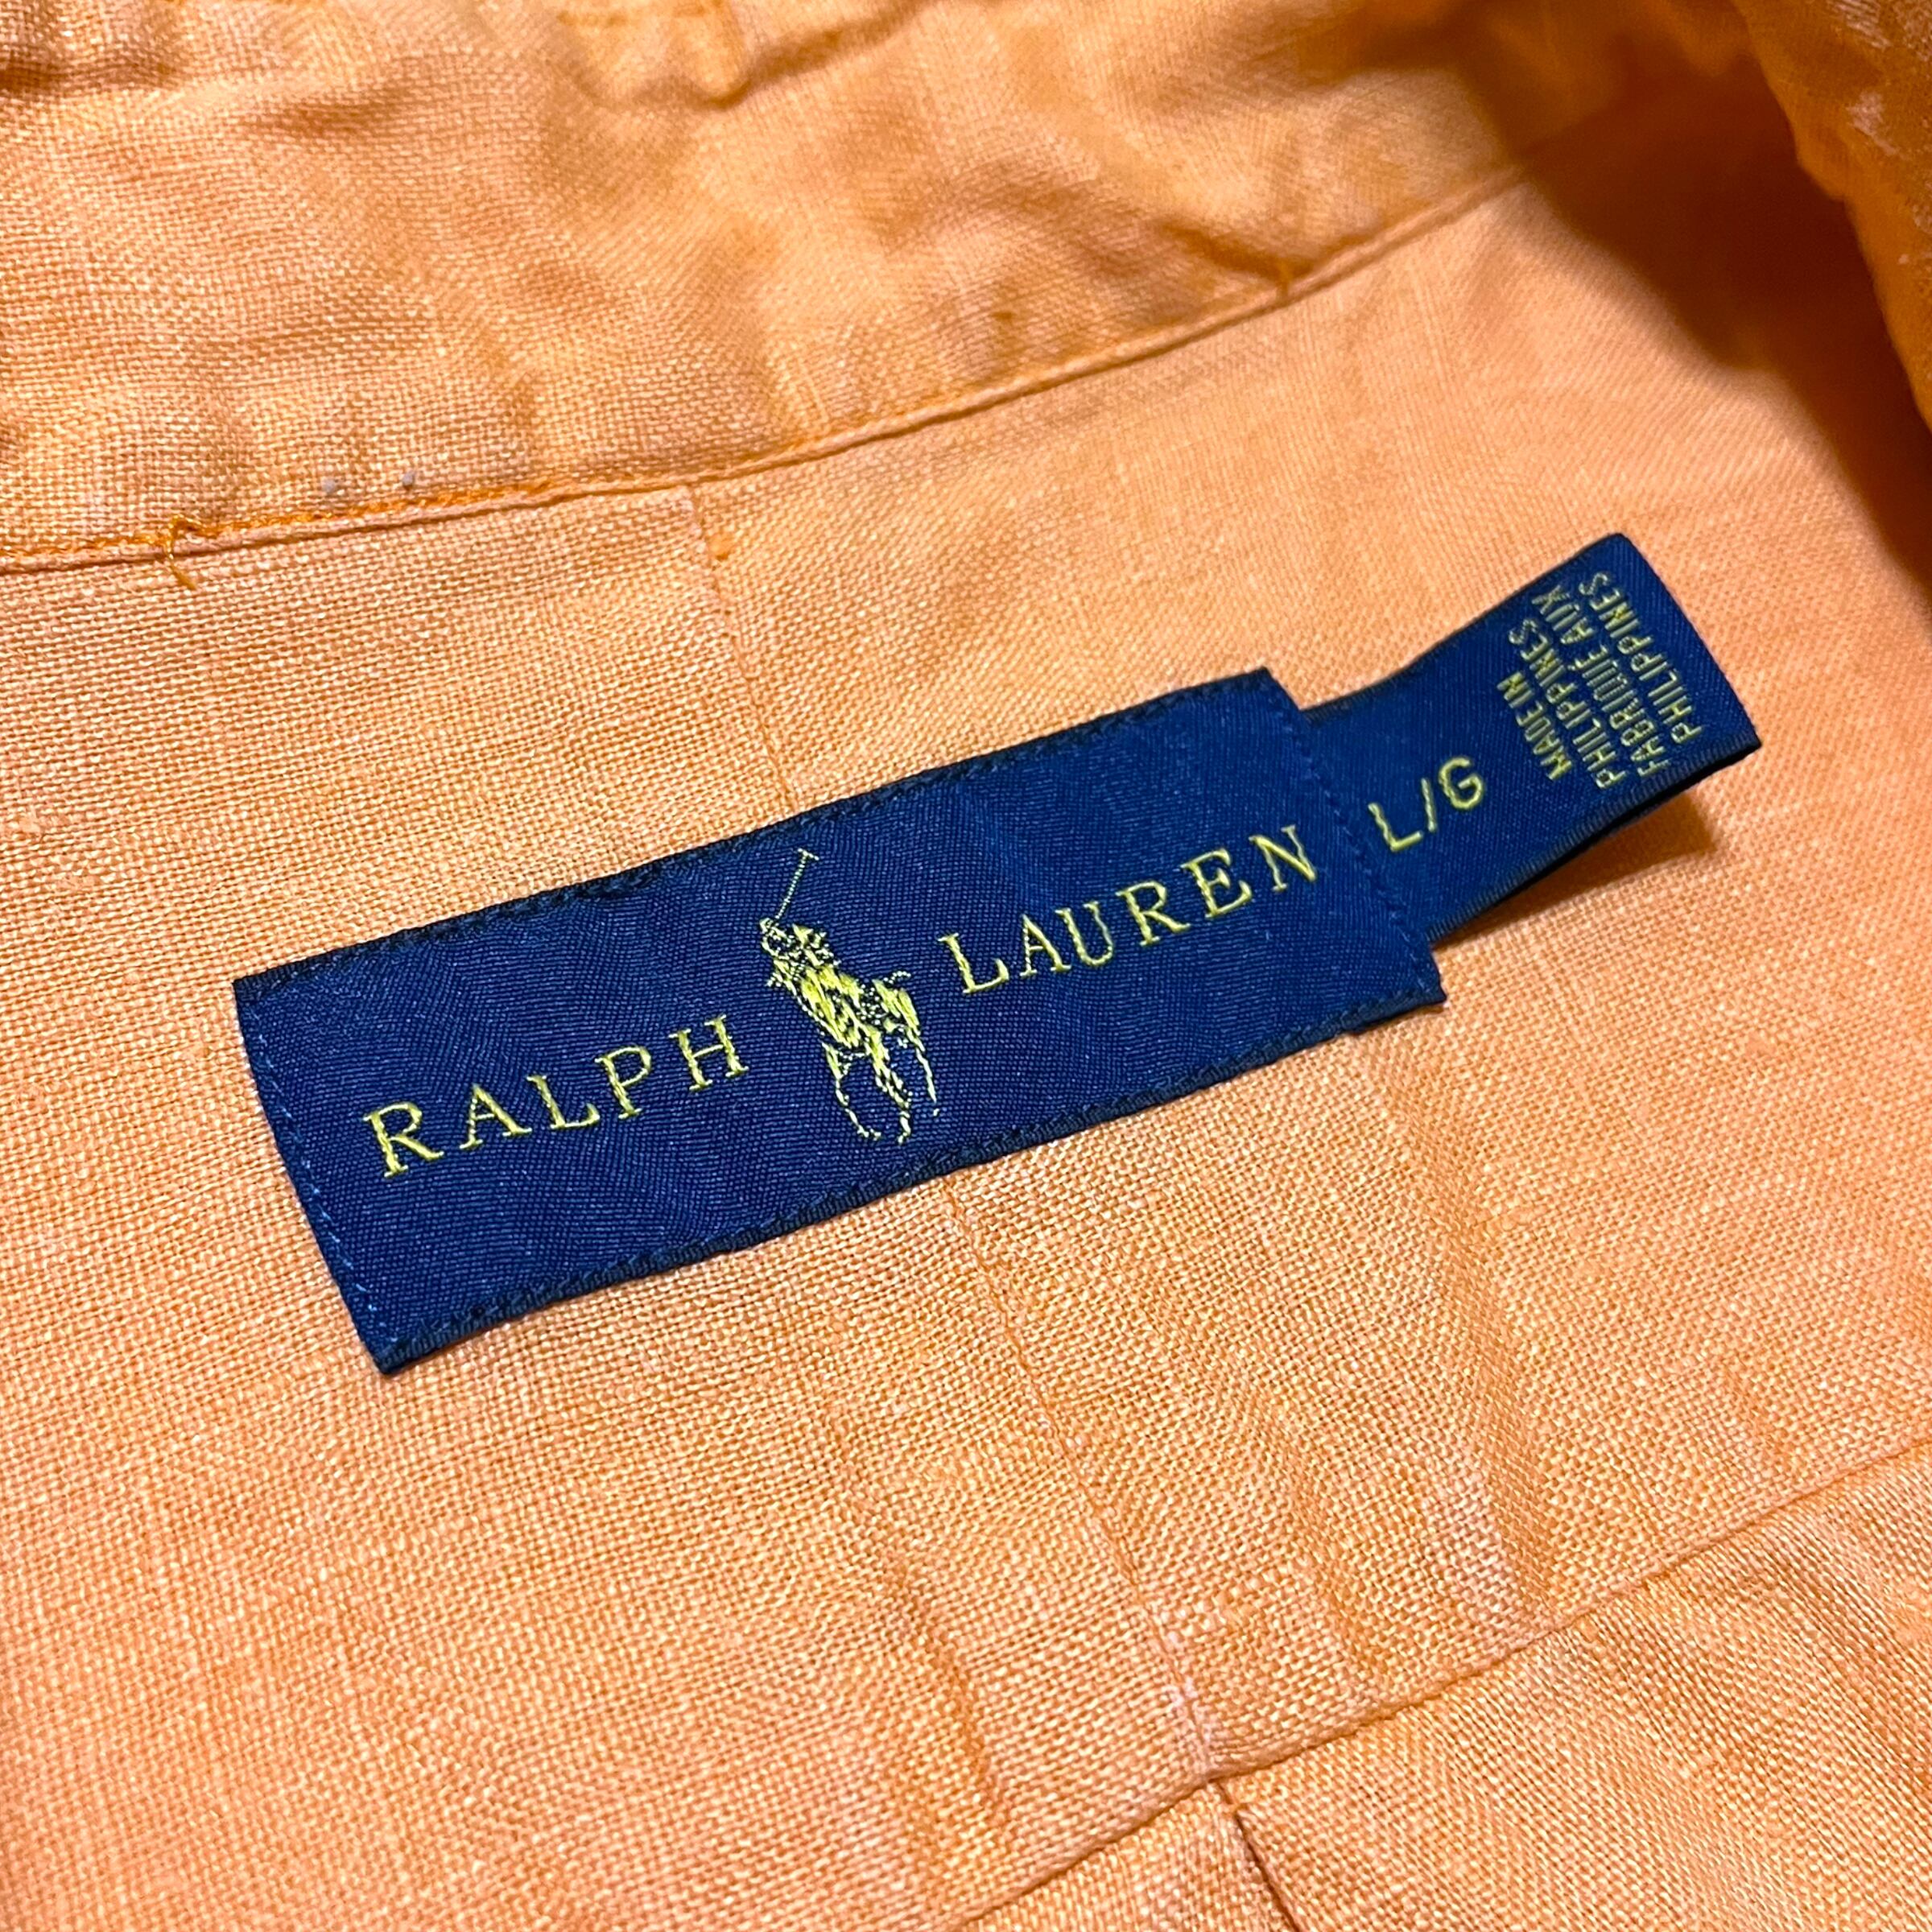 RALPH LAUREN
L/G
MADE IN
PHILIPPINES
FABRIQUÉ AUX
PHILIPPINES